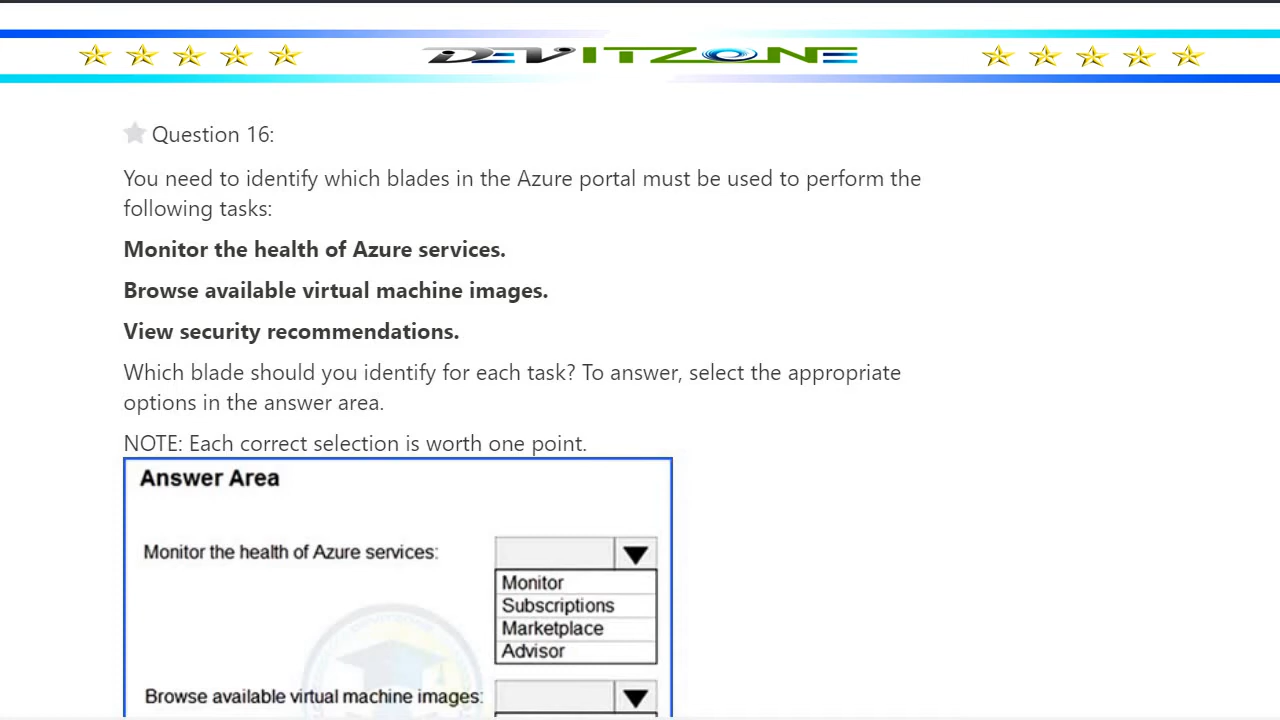 DEVITZONE
Question 16:
You need to identify which blades in the Azure portal must be used to perform the
following tasks:
Monitor the health of Azure services.
Browse available virtual machine images.
View security recommendations.
Which blade should you identify for each task? To answer, select the appropriate
options in the answer area.
NOTE: Each correct selection is worth one point.
Answer Area
Monitor the health of Azure services:
Monitor
Subscriptions
Marketplace
Advisor
Browse available virtual machine images: